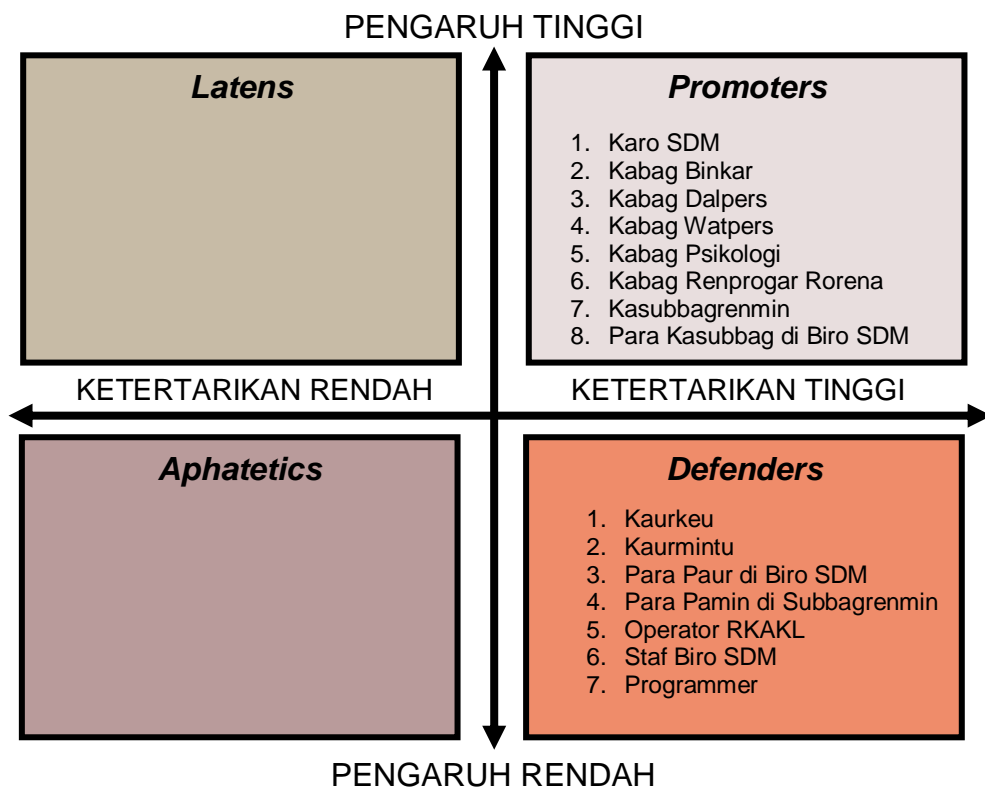 PENGARUH TINGGI
Latens
Promoters
1. Karo SDM
2. Kabag Binkar
3. Kabag Dalpers
4. Kabag Watpers
5. Kabag Psikologi
6. Kabag Renprogar Rorena
7. Kasubbagrenmin
8. Para Kasubbag di Biro SDM
KETERTARIKAN RENDAH
KETERTARIKAN TINGGI
Aphatetics
Defenders
1. Kaurkeu
2. Kaurmintu
3. Para Paur di Biro SDM
4. Para Pamin di Subbagrenmin
5. Operator RKAKL
6. Staf Biro SDM
7. Programmer
PENGARUH RENDAH